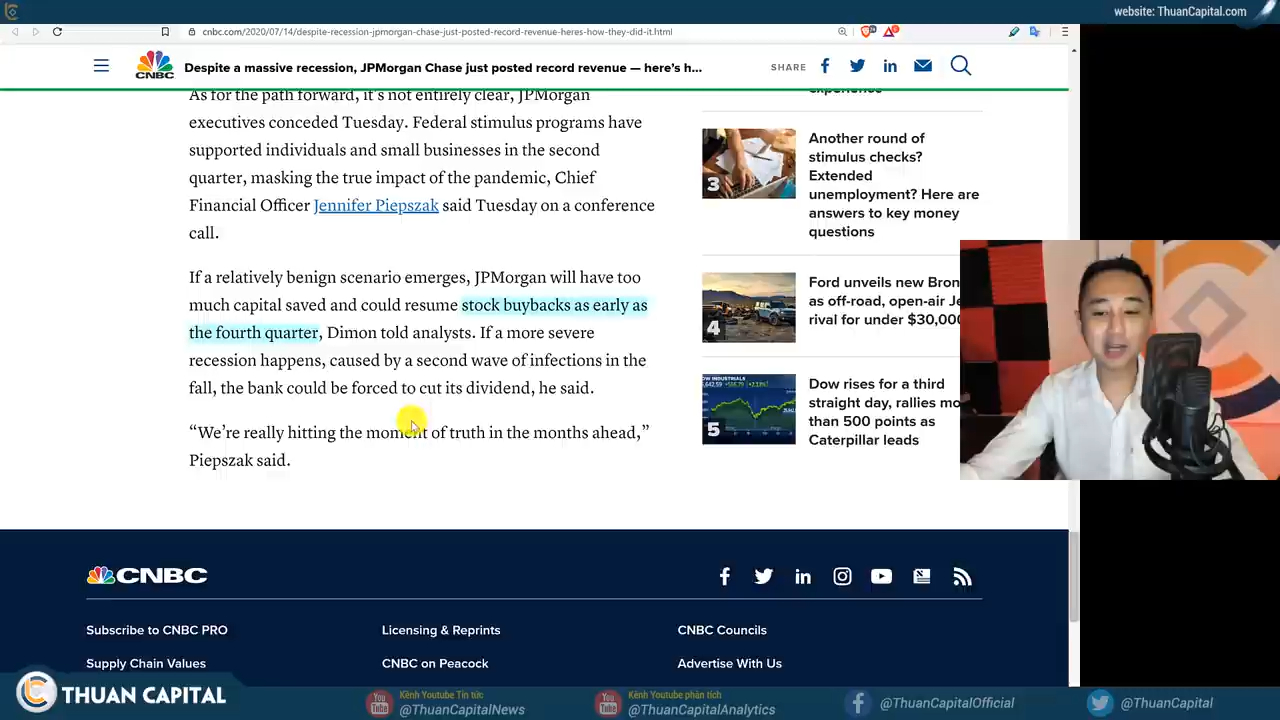 website: ThuanCapital.com
cnbc.com/2020/07/14/despite-recession-jpmorgan-chase-just-posted-record-revenue-heres-how-they-did-it.html
CNBC
Despite a massive recession, JPMorgan Chase just posted record revenue — here's h...
SHARE
As for the path forward, it's not entirely clear, JPMorgan
executives conceded Tuesday. Federal stimulus programs have
supported individuals and small businesses in the second
quarter, masking the true impact of the pandemic, Chief
Financial Officer Jennifer Piepszak said Tuesday on a conference
call.
If a relatively benign scenario emerges, JPMorgan will have too
much capital saved and could resume stock buybacks as early as
the fourth quarter, Dimon told analysts. If a more severe
recession happens, caused by a second wave of infections in the
fall, the bank could be forced to cut its dividend, he said.
“We're really hitting the moment of truth in the months ahead,”
Piepszak said.
experience
3
Another round of
stimulus checks?
Extended
unemployment? Here are
answers to key money
questions
4
Ford unveils new Bron
as off-road, open-air Je
rival for under $30,000
5
Dow rises for a third
straight day, rallies mo
than 500 points as
Caterpillar leads
CNBC
Subscribe to CNBC PRO
Licensing & Reprints
CNBC Councils
Supply Chain Values
CNBC on Peacock
Advertise With Us
THUAN CAPITAL
Kênh Youtube Tin tức:
@ThuanCapitalNews
Kênh Youtube phân tích
@ThuanCapitalAnalytics
@ThuanCapitalOfficial
@ThuanCapital